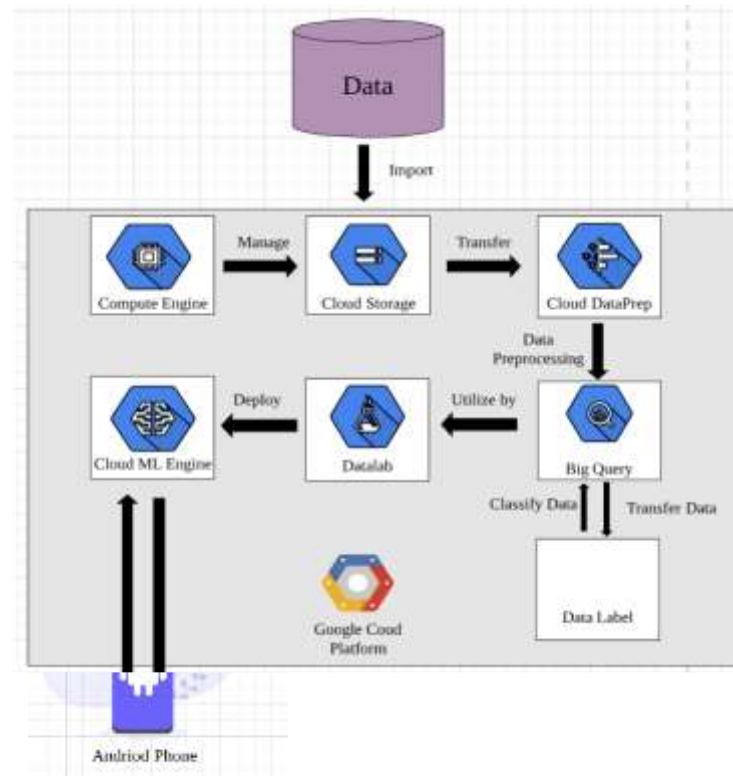 Data
Import
Manage
Transfer
Compute Engine
Cloud Storage
Cloud DataPrep
Data
Preprocessing
Deploy
Utilize by
Cloud ML Engine
Datalab
Big Query
Classify Data
Transfer Data
Data Label
Google Coud
Platform
Andriod Phone